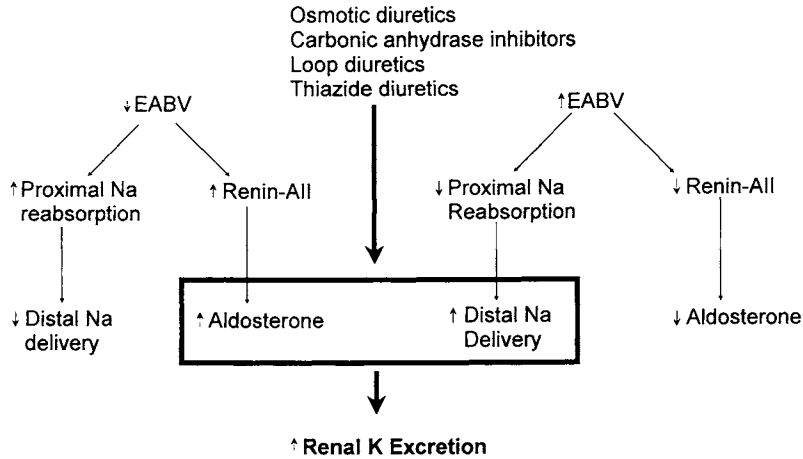 Osmotic diuretics
Carbonic anhydrase inhibitors
Loop diuretics
Thiazide diuretics
↓EABV
↑EABV
↑Proximal Na
reabsorption
↑ Renin-AII
↓ Proximal Na
Reabsorption
↓ Renin-AII
↓ Distal Na
delivery
↑ Aldosterone
↑ Distal Na
Delivery
↓ Aldosterone
↑ Renal K Excretion